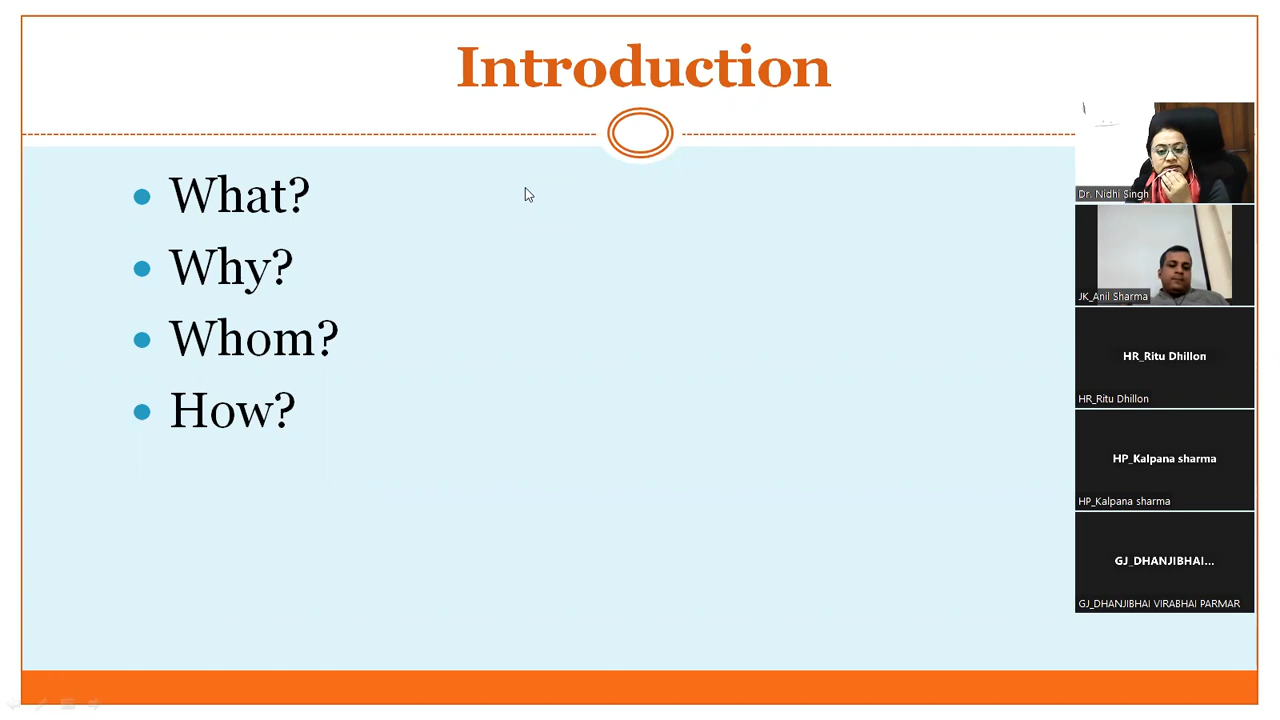 Introduction
What?
Why?
Whom?
How?
Dr. Nidhi Singh
JK_Anil Sharma
HR_Ritu Dhillon
HR_Ritu Dhillon
HP_Kalpana sharma
HP_Kalpana sharma
GJ_DHANJIBHAI...
GJ_DHANJIBHAI VIRABHAI PARMAR